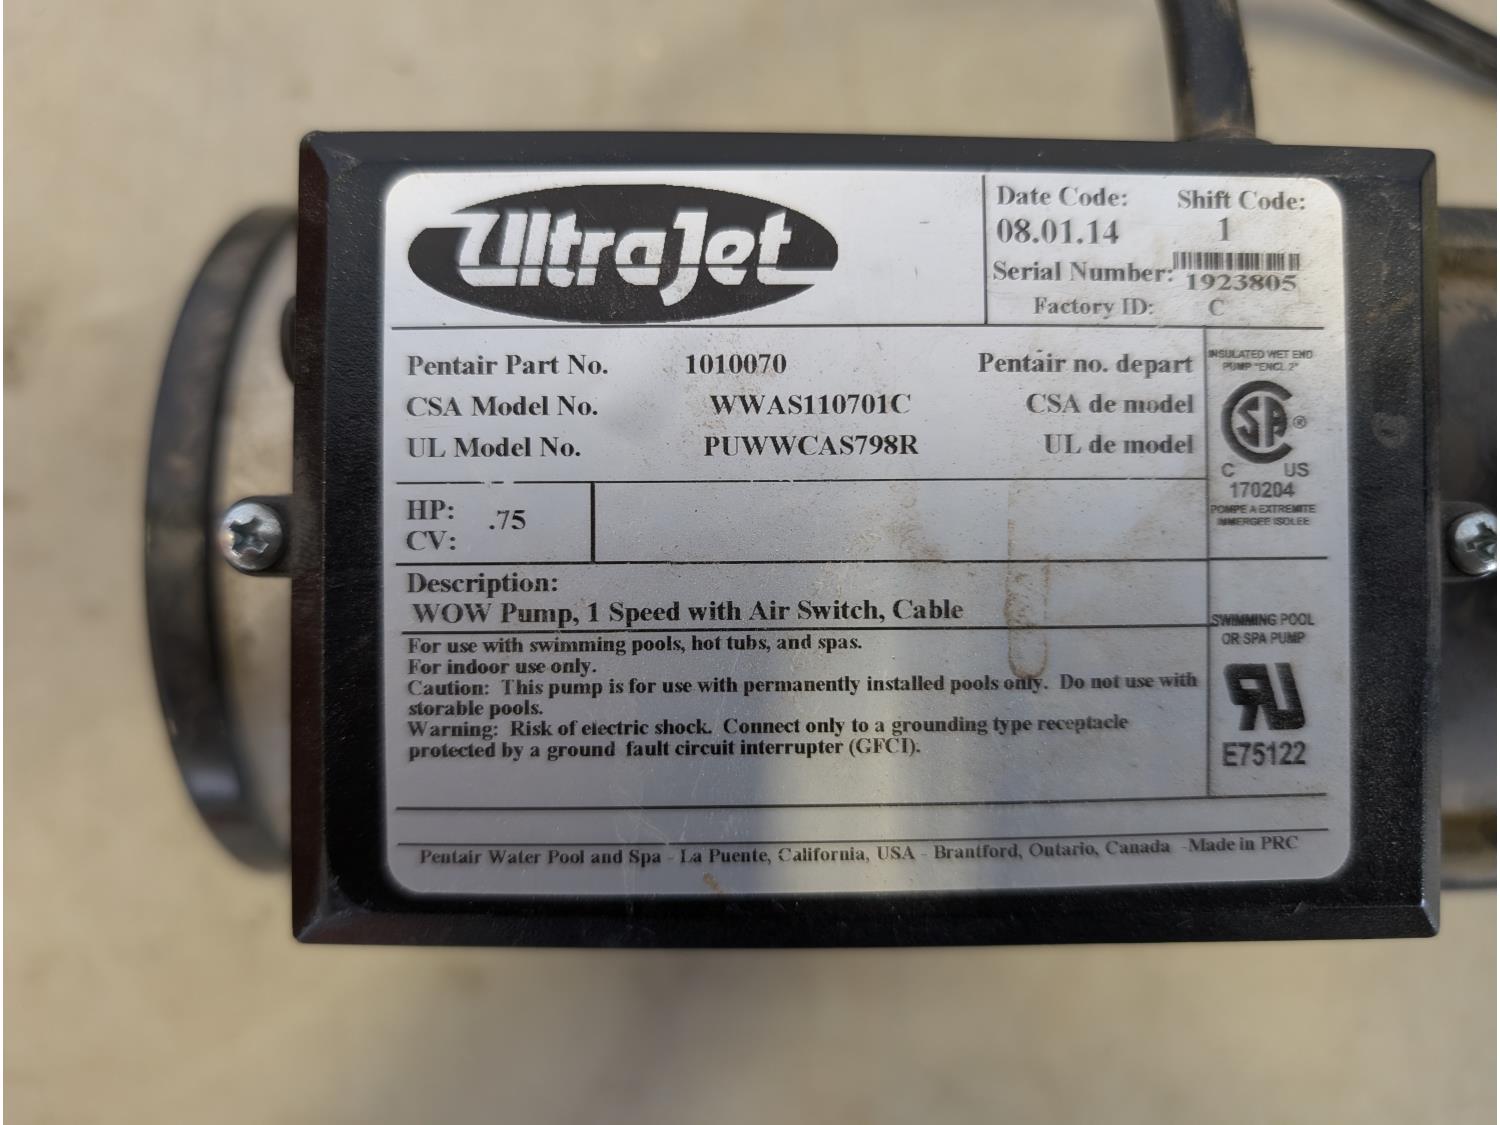 UltraJet
Date Code: Shift Code:
08.01.14 1
Serial Number: 1923805
Factory ID: C
Pentair Part No. 1010070 Pentair no. depart
CSA Model No. WWAS110701C CSA de model
UL Model No. PUWWCAS798R UL de model
INSULATED WET END
PUMP "ENCL 2"
SA ®
C US
170204
POMPE A EXTREMITE
IMMERGEE ISOLEE
HP: .75
CV:
Description:
WOW Pump, 1 Speed with Air Switch, Cable
For use with swimming pools, hot tubs, and spas.
For indoor use only.
Caution: This pump is for use with permanently installed pools only. Do not use with
storable pools.
Warning: Risk of electric shock. Connect only to a grounding type receptacle
protected by a ground fault circuit interrupter (GFCI).
SWIMMING POOL
OR SPA PUMP
RU
E75122
Pentair Water Pool and Spa - La Puente, California, USA - Brantford, Ontario, Canada -Made in PRC